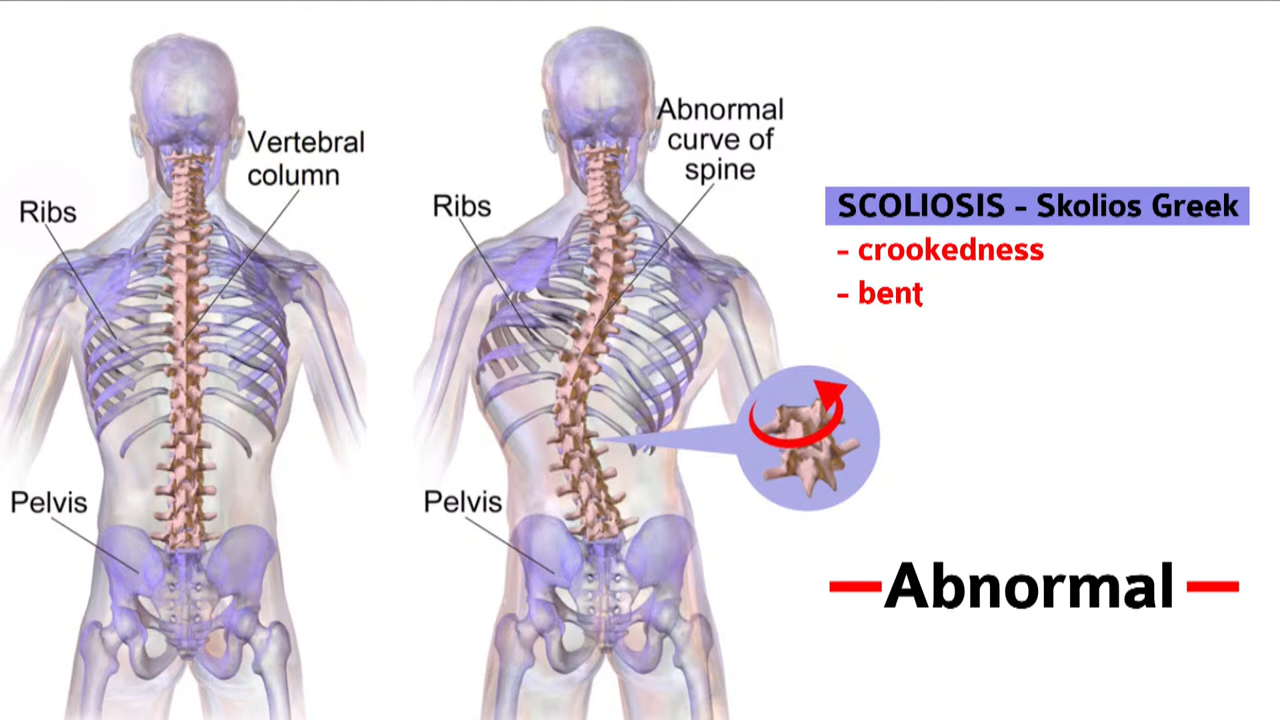 Vertebral
column
Ribs
Pelvis
Abnormal
curve of
spine
Ribs
Pelvis
SCOLIOSIS - Skolios Greek
- crookedness
- bent
Abnormal